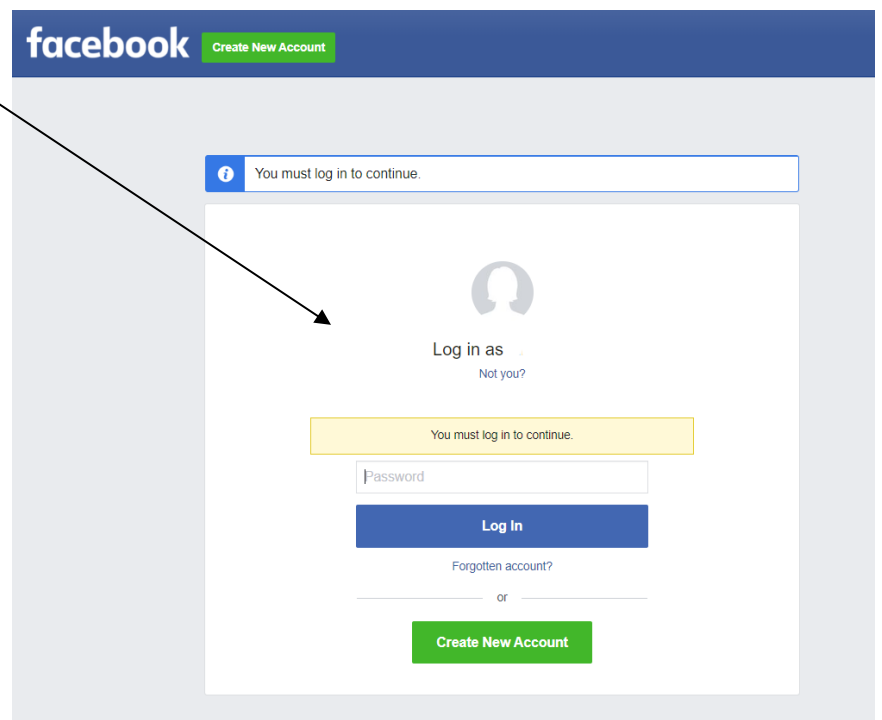 facebook Create New Account
You must log in to continue.
Log in as
Not you?
You must log in to continue.
Password
Log In
Forgotten account?
or
Create New Account